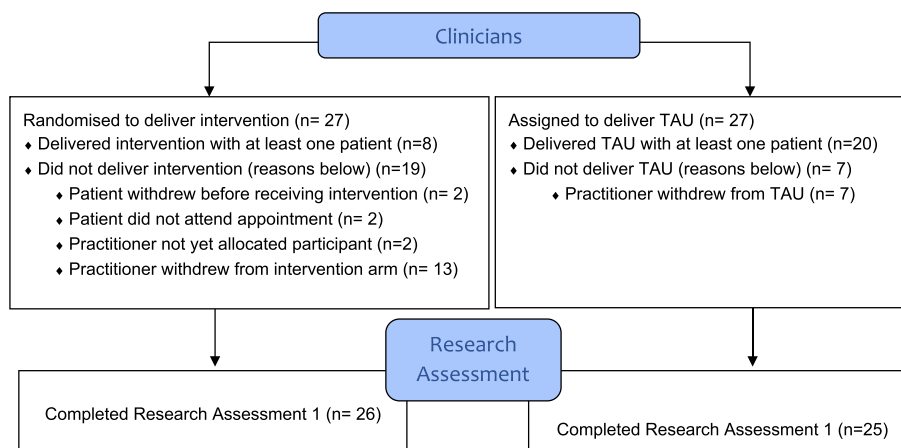 Clinicians
Randomised to deliver intervention (n= 27)
♦ Delivered intervention with at least one patient (n=8)
♦ Did not deliver intervention (reasons below) (n=19)
♦ Patient withdrew before receiving intervention (n= 2)
♦ Patient did not attend appointment (n= 2)
♦ Practitioner not yet allocated participant (n=2)
♦ Practitioner withdrew from intervention arm (n= 13)
Assigned to deliver TAU (n= 27)
♦ Delivered TAU with at least one patient (n=20)
♦ Did not deliver TAU (reasons below) (n= 7)
♦ Practitioner withdrew from TAU (n= 7)
Research
Assessment
Completed Research Assessment 1 (n= 26)
Completed Research Assessment 1 (n=25)